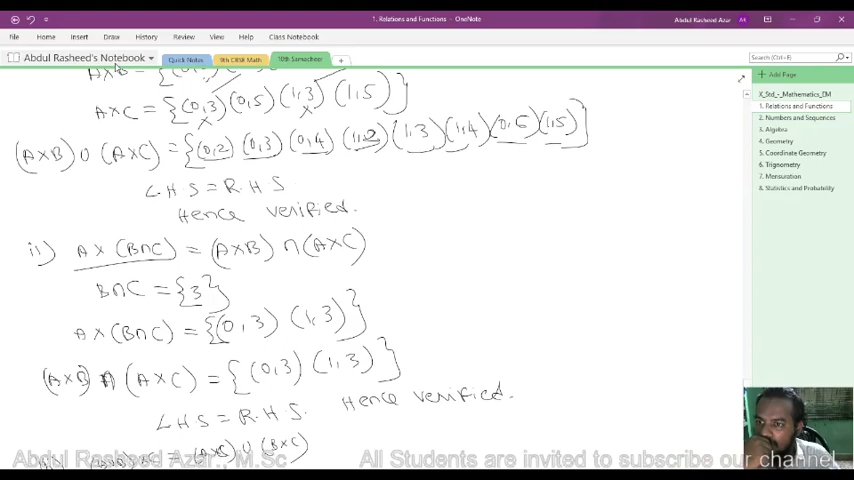 1. Relations and Functions - OneNote
Abdul Rasheed Azar
File Home Insert Draw History Review View Help Class Notebook
Abdul Rasheed's Notebook
Quick Notes 9th CBSE Math 10th Samacheer
Search (Ctrl+E)
Add Page
X_Std_-_Mathematics_EM
1. Relations and Functions
2. Numbers and Sequences
3. Algebra
4. Geometry
5. Coordinate Geometry
6. Trigonometry
7. Mensuration
8. Statistics and Probability
A×B = {
A×C = {(0,3) (0,5) (1,3) (1,5)}
(A×B) ∪ (A×C) = {(0,2) (0,3) (0,4) (1,2) (1,3) (1,4) (0,5) (1,5)}
L.H.S = R.H.S.
Hence verified.
ii) A × (B∩C) = (A×B) ∩ (A×C)
B∩C = {3}
A×(B∩C) = {(0,3) (1,3)}
(A×B) ∩ (A×C) = {(0,3) (1,3)}
L.H.S = R.H.S. Hence verified.
∪ (B×C)
Abdul Rasheed Azar., M.Sc All Students are invited to subscribe our channel